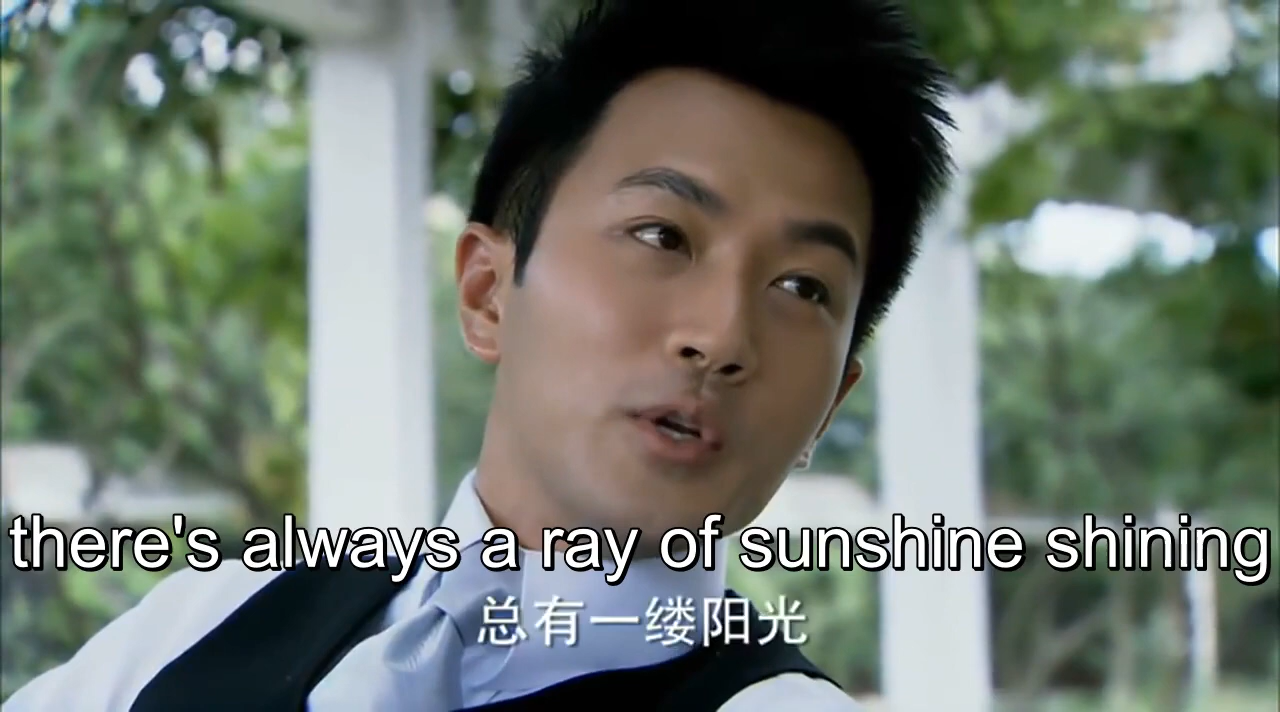 there's always a ray of sunshine shining
总有一缕阳光